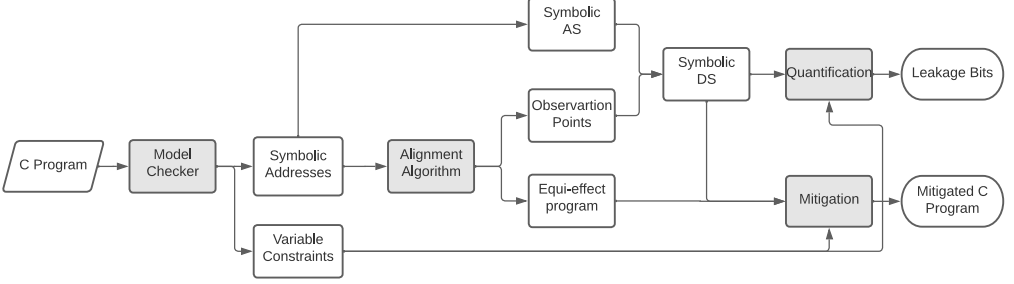 Symbolic
AS
Symbolic
DS
Quantification
Leakage Bits
Observartion
Points
C Program
Model
Checker
Symbolic
Addresses
Alignment
Algorithm
Equi-effect
program
Mitigation
Mitigated C
Program
Variable
Constraints